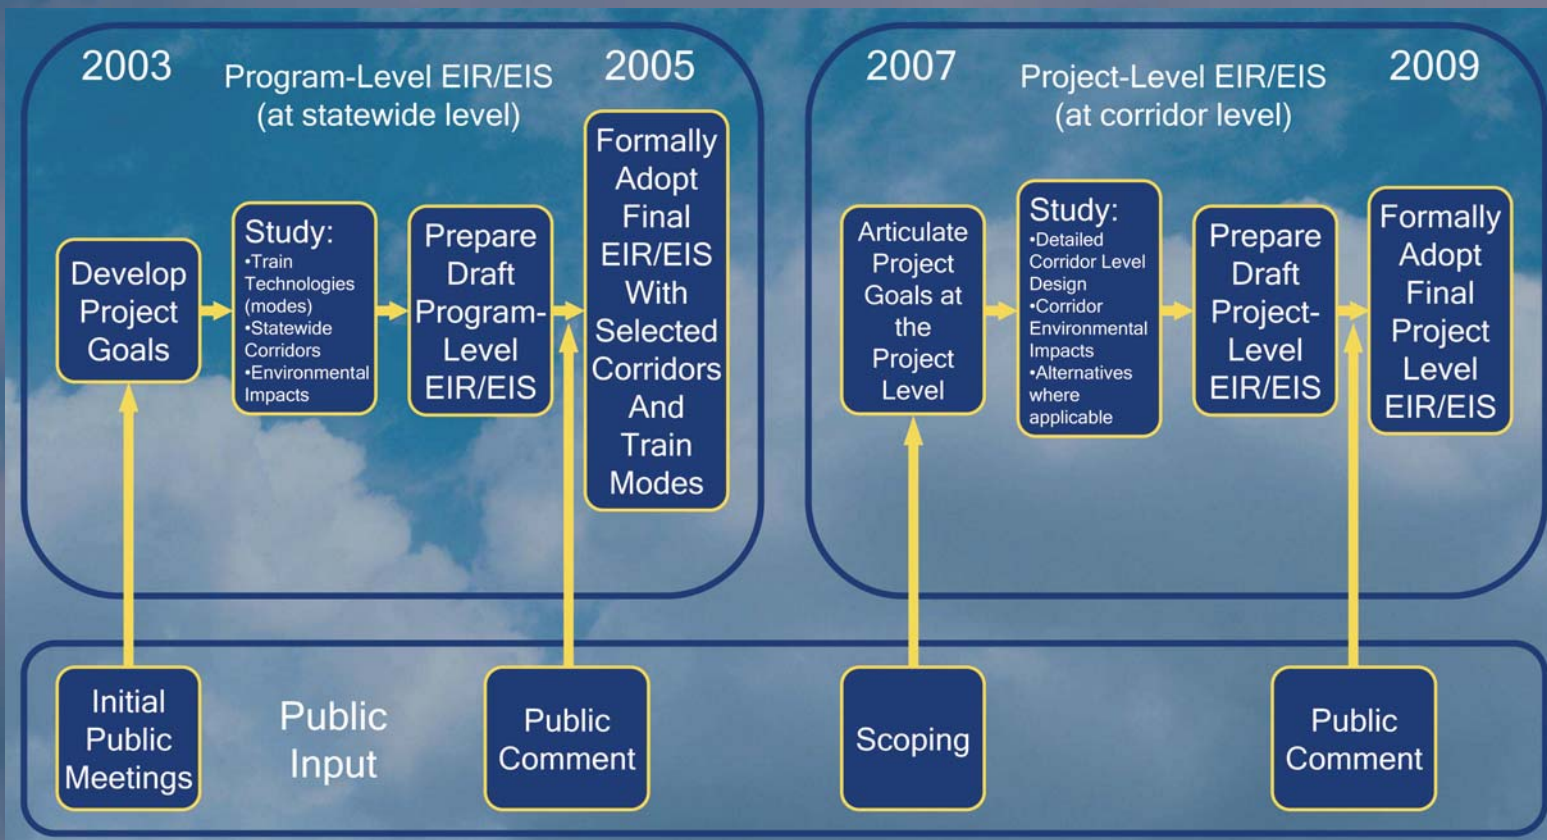 2003
Program-Level EIR/EIS
(at statewide level)
2005
Develop
Project
Goals
Study:
•Train
Technologies
(modes)
•Statewide
Corridors
•Environmental
Impacts
Prepare
Draft
Program-
Level
EIR/EIS
Formally
Adopt
Final
EIR/EIS
With
Selected
Corridors
And
Train
Modes
2007
Project-Level EIR/EIS
(at corridor level)
2009
Articulate
Project
Goals at
the
Project
Level
Study:
•Detailed
Corridor Level
Design
•Corridor
Environmental
Impacts
•Alternatives
where
applicable
Prepare
Draft
Project-
Level
EIR/EIS
Formally
Adopt
Final
Project
Level
EIR/EIS
Initial
Public
Meetings
Public
Input
Public
Comment
Scoping
Public
Comment